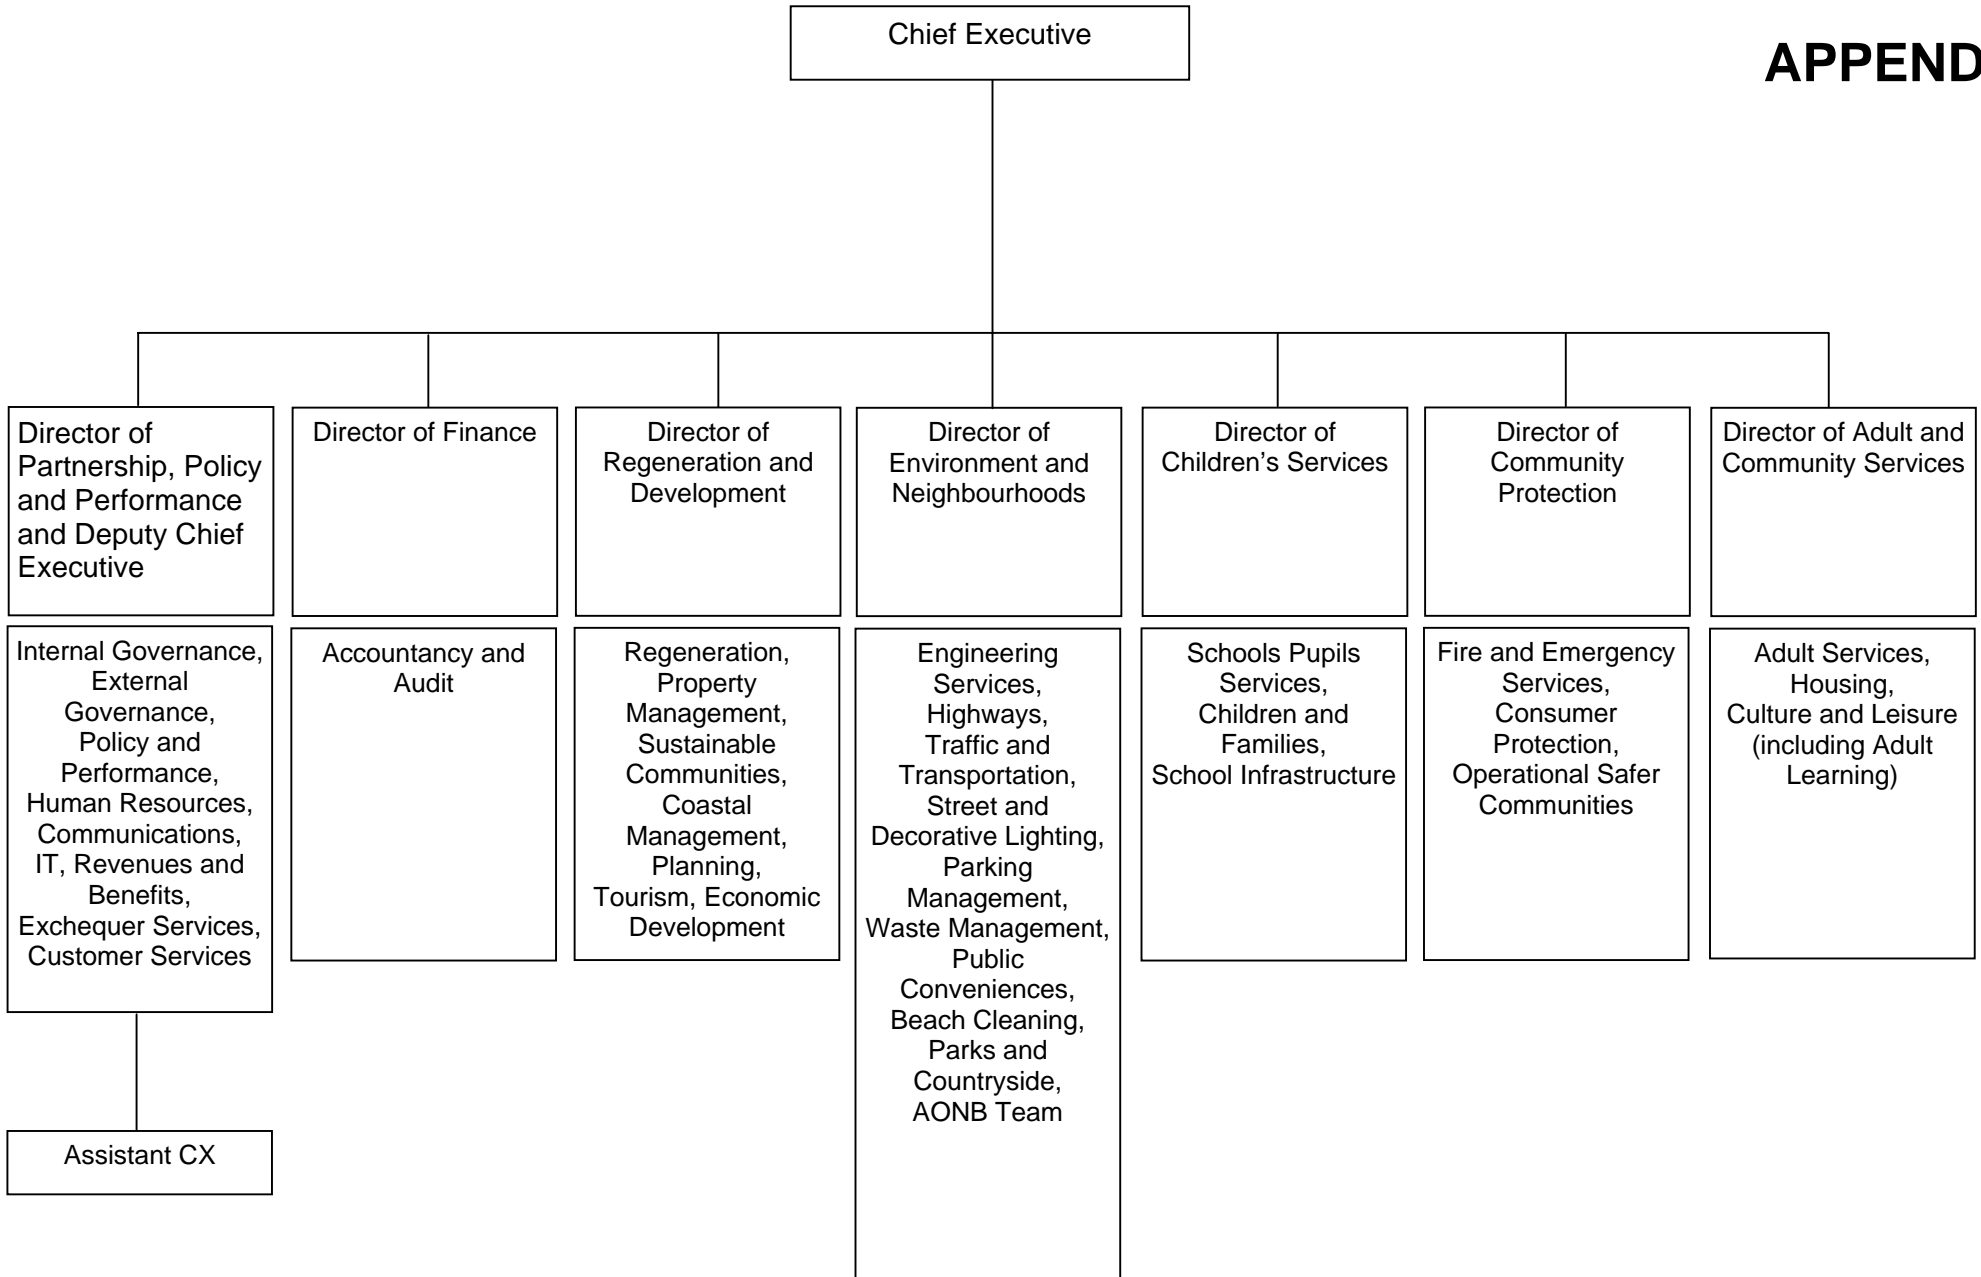 Chief Executive
APPEND
Director of
Partnership, Policy
and Performance
and Deputy Chief
Executive
Director of Finance
Director of
Regeneration and
Development
Director of
Environment and
Neighbourhoods
Director of
Children’s Services
Director of
Community
Protection
Director of Adult and
Community Services
Internal Governance,
External
Governance,
Policy and
Performance,
Human Resources,
Communications,
IT, Revenues and
Benefits,
Exchequer Services,
Customer Services
Accountancy and
Audit
Regeneration,
Property
Management,
Sustainable
Communities,
Coastal
Management,
Planning,
Tourism, Economic
Development
Engineering
Services,
Highways,
Traffic and
Transportation,
Street and
Decorative Lighting,
Parking
Management,
Waste Management,
Public
Conveniences,
Beach Cleaning,
Parks and
Countryside,
AONB Team
Schools Pupils
Services,
Children and
Families,
School Infrastructure
Fire and Emergency
Services,
Consumer
Protection,
Operational Safer
Communities
Adult Services,
Housing,
Culture and Leisure
(including Adult
Learning)
Assistant CX